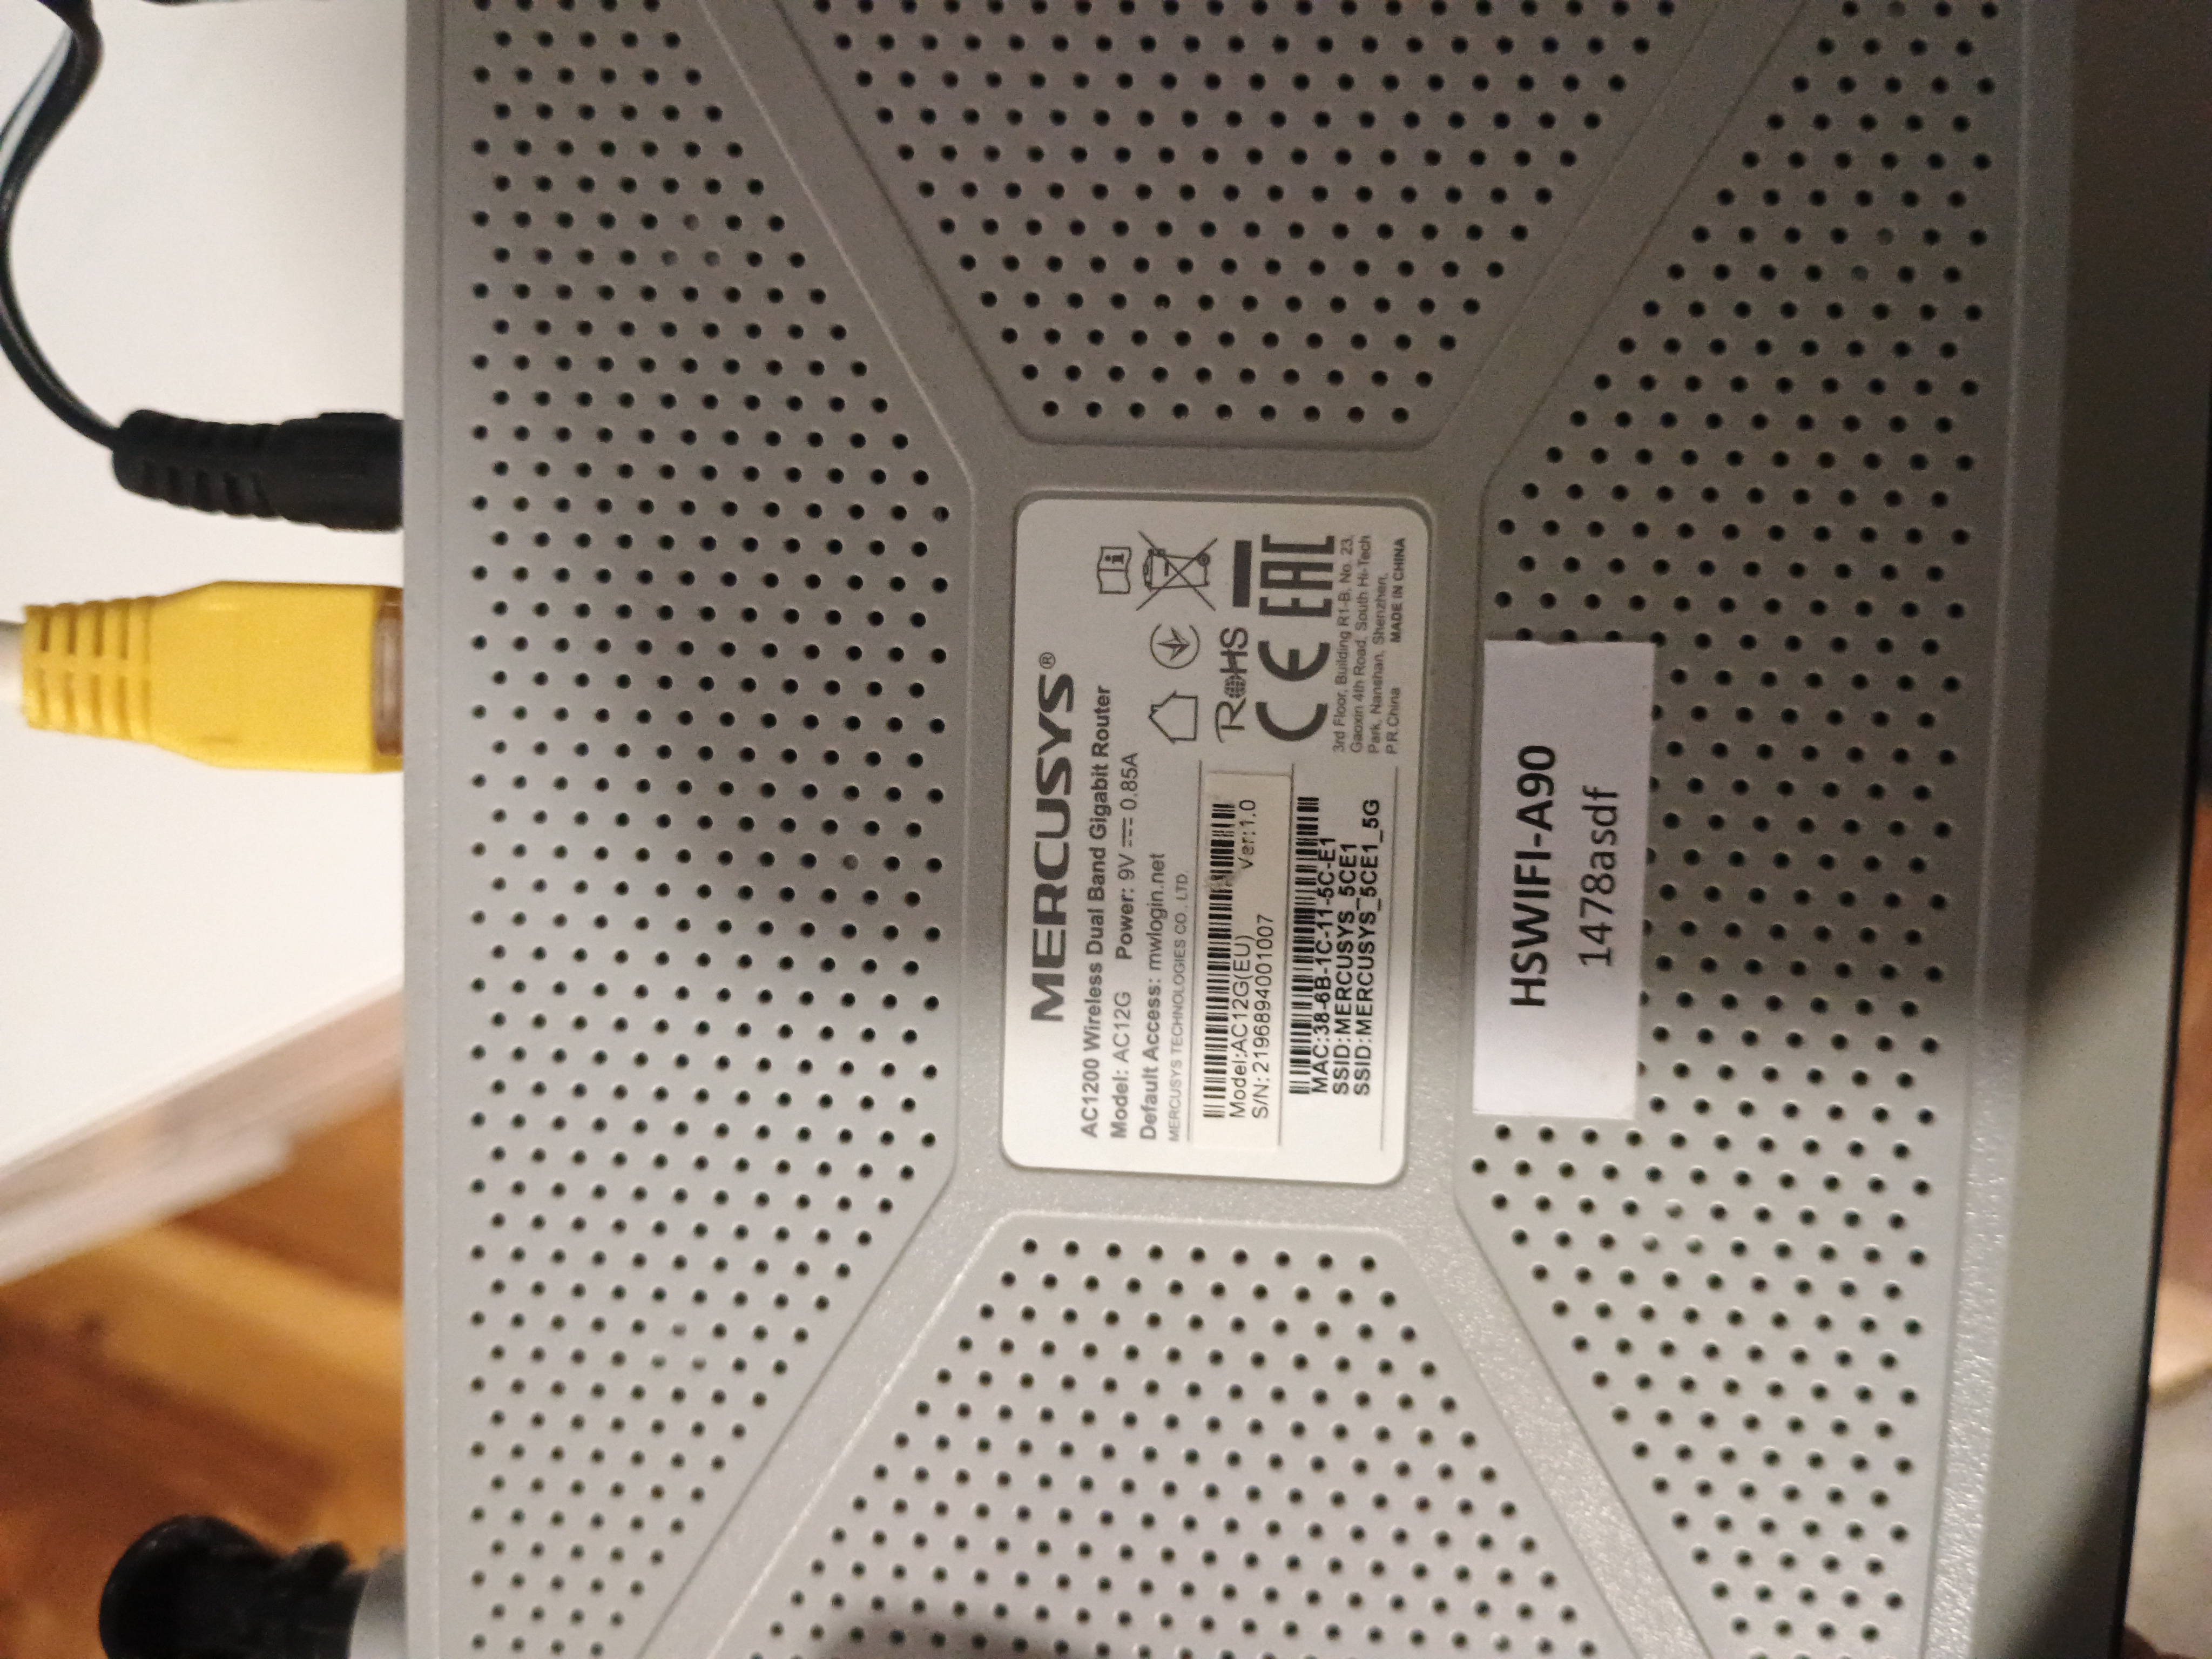 MERCUSYS®
AC1200 Wireless Dual Band Gigabit Router
Model: AC12G Power: 9V ⎓ 0.85A
Default Access: mwlogin.net
MERCUSYS TECHNOLOGIES CO., LTD.
Model:AC12G(EU) Ver:1.0
S/N:2196894001007
MAC:38-6B-1C-11-5C-E1
SSID:MERCUSYS_5CE1
SSID:MERCUSYS_5CE1_5G
i
RoHS
CE EAC
3rd Floor, Building R1-B, No. 23,
Gaoxin 4th Road, South Hi-Tech
Park, Nanshan, Shenzhen,
P.R.China MADE IN CHINA
HSWIFI-A90
1478asdf